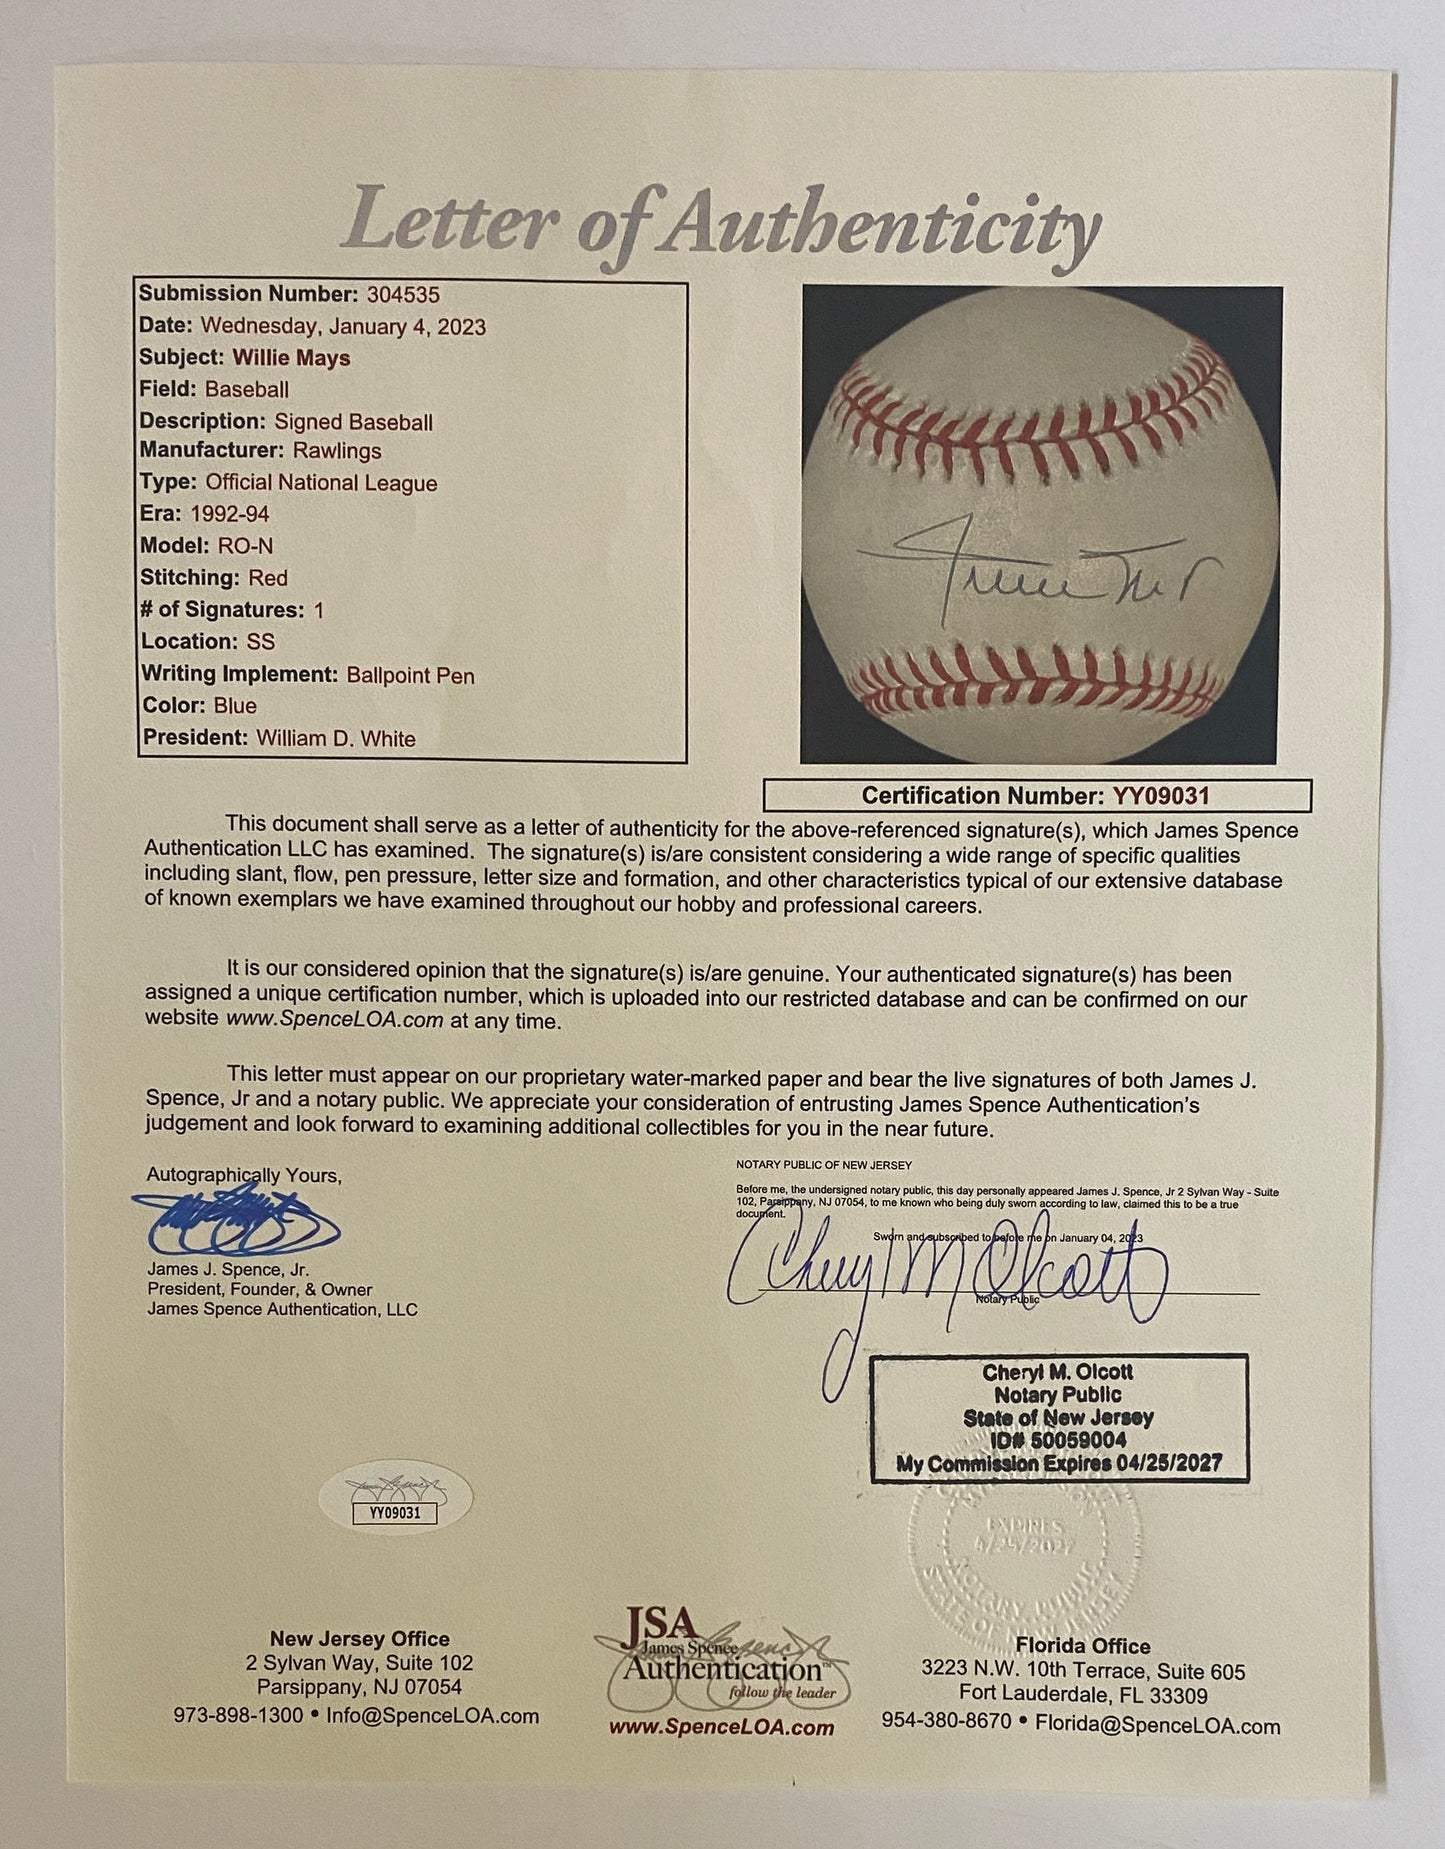 Letter of Authenticity
Submission Number: 304535
Date: Wednesday, January 4, 2023
Subject: Willie Mays
Field: Baseball
Description: Signed Baseball
Manufacturer: Rawlings
Type: Official National League
Era: 1992-94
Model: RO-N
Stitching: Red
# of Signatures: 1
Location: SS
Writing Implement: Ballpoint Pen
Color: Blue
President: William D. White
Willie Mays
Certification Number: YY09031
This document shall serve as a letter of authenticity for the above-referenced signature(s), which James Spence
Authentication LLC has examined. The signature(s) is/are consistent considering a wide range of specific qualities
including slant, flow, pen pressure, letter size and formation, and other characteristics typical of our extensive database
of known exemplars we have examined throughout our hobby and professional careers.
It is our considered opinion that the signature(s) is/are genuine. Your authenticated signature(s) has been
assigned a unique certification number, which is uploaded into our restricted database and can be confirmed on our
website www.SpenceLOA.com at any time.
This letter must appear on our proprietary water-marked paper and bear the live signatures of both James J.
Spence, Jr and a notary public. We appreciate your consideration of entrusting James Spence Authentication's
judgement and look forward to examining additional collectibles for you in the near future.
Autographically Yours,
James J. Spence, Jr.
President, Founder, & Owner
James Spence Authentication, LLC
NOTARY PUBLIC OF NEW JERSEY
Before me, the undersigned notary public, this day personally appeared James J. Spence, Jr 2 Sylvan Way - Suite
102, Parsippany, NJ 07054, to me known who being duly sworn according to law, claimed this to be a true
document.
Sworn and subscribed to before me on January 04, 2023
Cheryl M Olcott
Notary Public
Cheryl M. Olcott
Notary Public
State of New Jersey
ID# 50059004
My Commission Expires 04/25/2027
EXPIRES
4/25/2027
NOTARY PUBLIC
STATE OF NEW JERSEY
YY09031
New Jersey Office
2 Sylvan Way, Suite 102
Parsippany, NJ 07054
973-898-1300 • Info@SpenceLOA.com
JSA
James Spence
Authentication™
follow the leader
www.SpenceLOA.com
Florida Office
3223 N.W. 10th Terrace, Suite 605
Fort Lauderdale, FL 33309
954-380-8670 • Florida@SpenceLOA.com